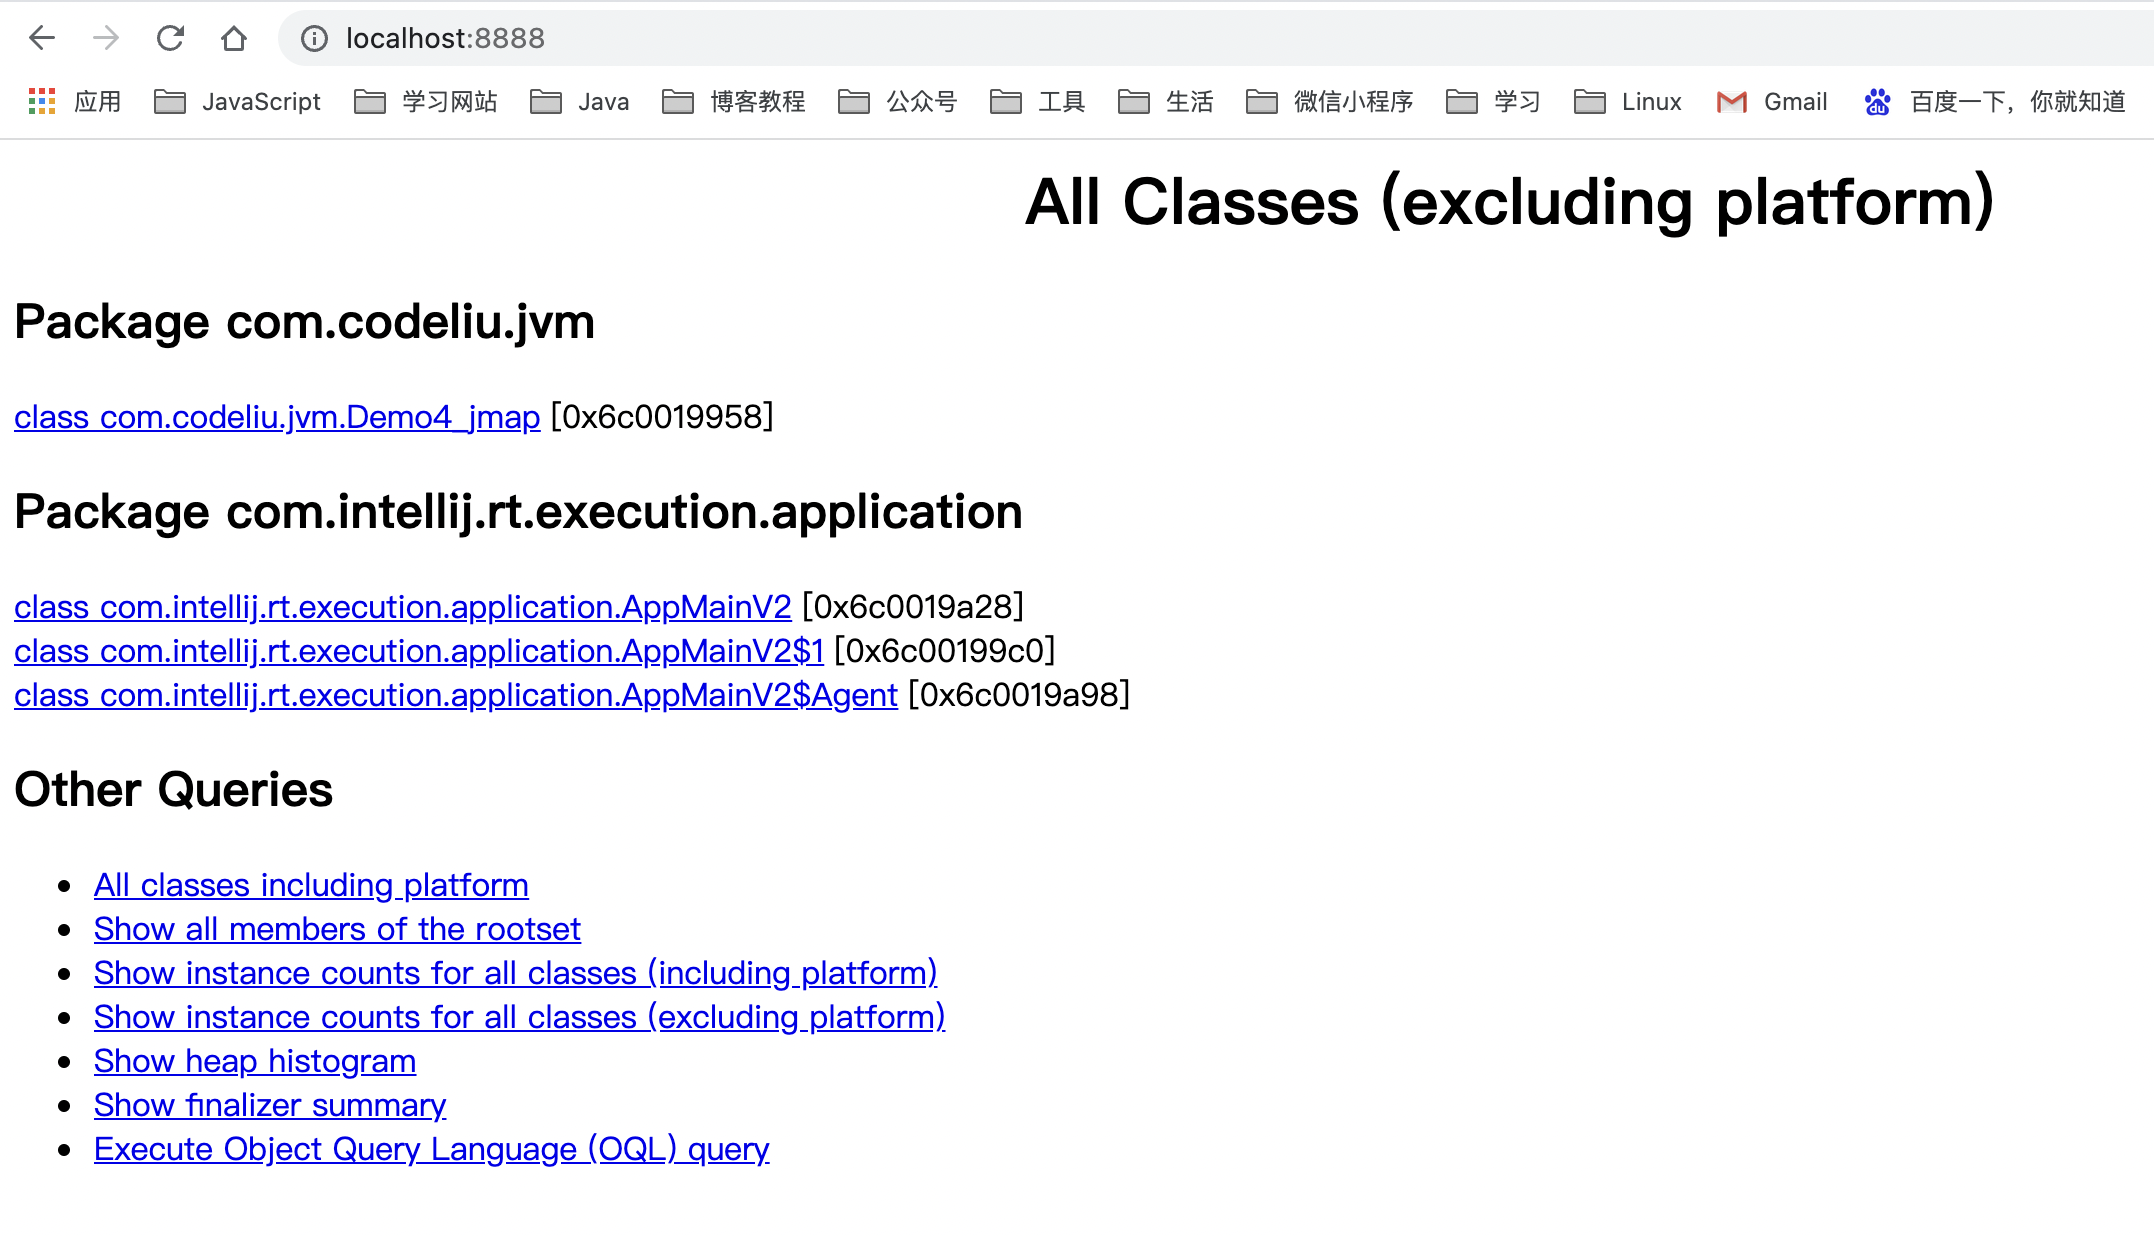 localhost:8888
应用 JavaScript 学习网站 Java 博客教程 公众号 工具 生活 微信小程序 学习 Linux Gmail 百度一下，你就知道
All Classes (excluding platform)
Package com.codeliu.jvm
class com.codeliu.jvm.Demo4_jmap [0x6c0019958]
Package com.intellij.rt.execution.application
class com.intellij.rt.execution.application.AppMainV2 [0x6c0019a28]
class com.intellij.rt.execution.application.AppMainV2$1 [0x6c00199c0]
class com.intellij.rt.execution.application.AppMainV2$Agent [0x6c0019a98]
Other Queries
All classes including platform
Show all members of the rootset
Show instance counts for all classes (including platform)
Show instance counts for all classes (excluding platform)
Show heap histogram
Show finalizer summary
Execute Object Query Language (OQL) query